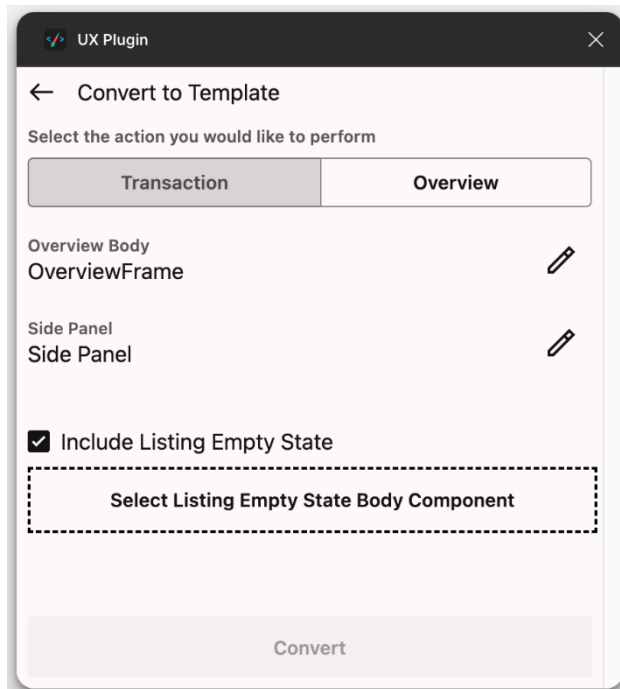 UX Plugin
Convert to Template
Select the action you would like to perform
Transaction
Overview
Overview Body
OverviewFrame
Side Panel
Side Panel
Include Listing Empty State
Select Listing Empty State Body Component
Convert